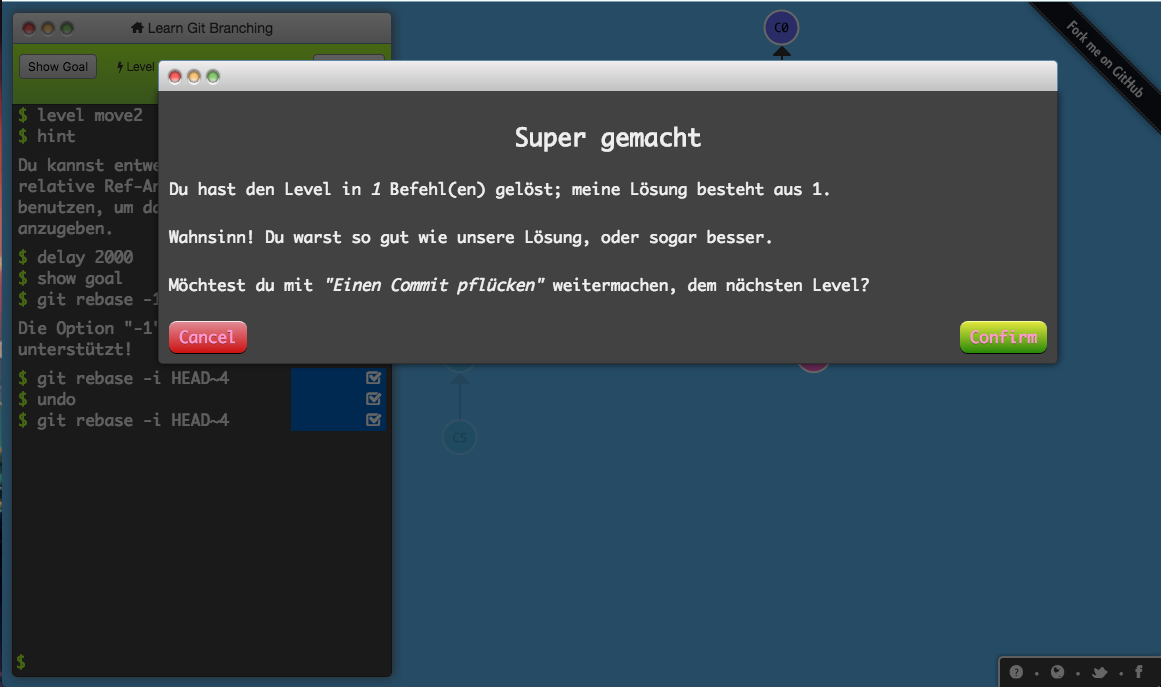 Learn Git Branching
C0
Fork me on GitHub
Show Goal
Level
$ level move2
$ hint
Du kannst entwe
relative Ref-An
benutzen, um da
anzugeben.
$ delay 2000
$ show goal
$ git rebase -1
Die Option "-1"
unterstützt!
$ git rebase -i HEAD~4
$ undo
$ git rebase -i HEAD~4
$
Super gemacht
Du hast den Level in 1 Befehl(en) gelöst; meine Lösung besteht aus 1.
Wahnsinn! Du warst so gut wie unsere Lösung, oder sogar besser.
Möchtest du mit "Einen Commit pflücken" weitermachen, dem nächsten Level?
Cancel
Confirm
C5